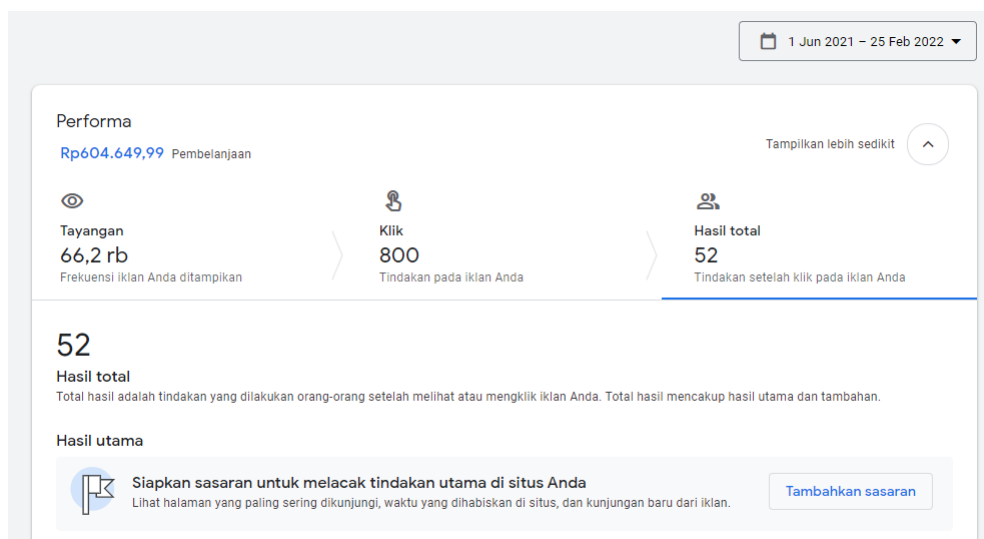 1 Jun 2021 – 25 Feb 2022
Performa
Rp604.649,99 Pembelanjaan
Tampilkan lebih sedikit
Tayangan
66,2 rb
Frekuensi iklan Anda ditampikan
Klik
800
Tindakan pada iklan Anda
Hasil total
52
Tindakan setelah klik pada iklan Anda
52
Hasil total
Total hasil adalah tindakan yang dilakukan orang-orang setelah melihat atau mengklik iklan Anda. Total hasil mencakup hasil utama dan tambahan.
Hasil utama
Siapkan sasaran untuk melacak tindakan utama di situs Anda
Lihat halaman yang paling sering dikunjungi, waktu yang dihabiskan di situs, dan kunjungan baru dari iklan.
Tambahkan sasaran